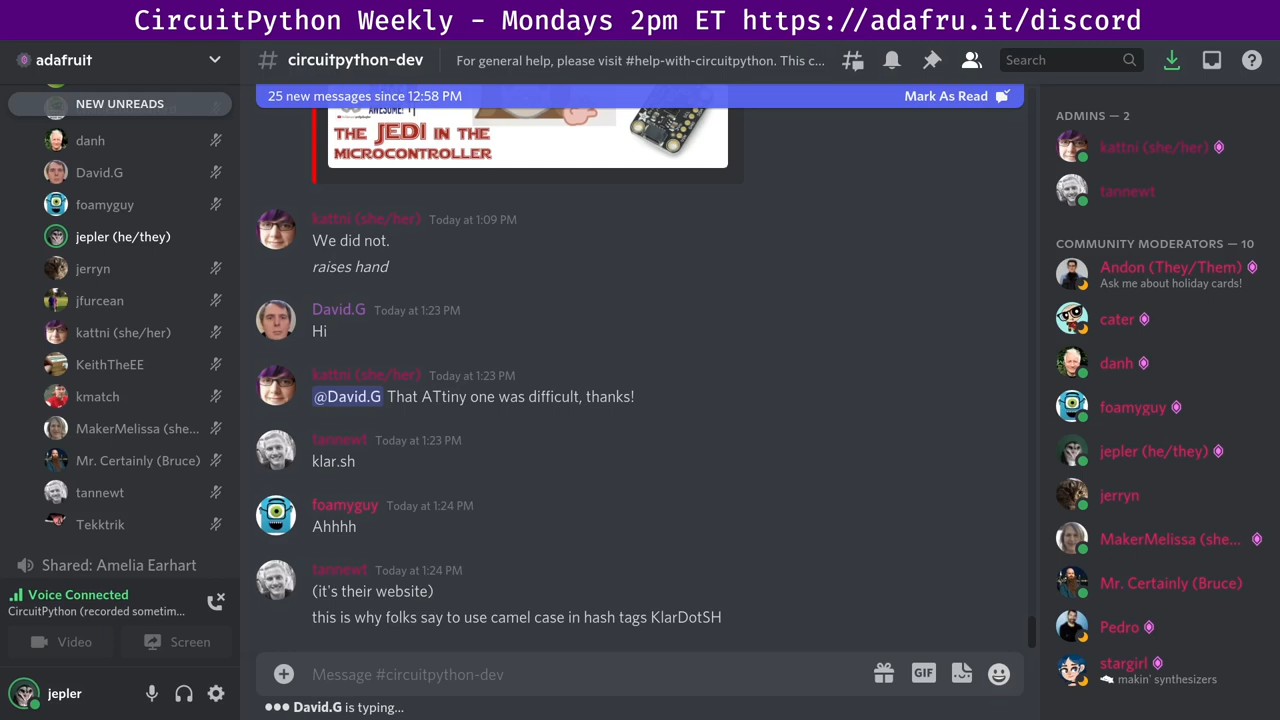 CircuitPython Weekly - Mondays 2pm ET https://adafru.it/discord
adafruit
circuitpython-dev
For general help, please visit #help-with-circuitpython. This c...
Search
NEW UNREADS
danh
David.G
foamyguy
jepler (he/they)
jerryn
jfurcean
kattni (she/her)
KeithTheEE
kmatch
MakerMelissa (she...
Mr. Certainly (Bruce)
tannewt
Tekktrik
Shared: Amelia Earhart
Voice Connected
CircuitPython (recorded sometim...
Video
Screen
jepler
25 new messages since 12:58 PM
Mark As Read
AWESOME!
THE JEDI IN THE
MICROCONTROLLER
kattni (she/her) Today at 1:09 PM
We did not.
raises hand
David.G Today at 1:23 PM
Hi
kattni (she/her) Today at 1:23 PM
@David.G That ATtiny one was difficult, thanks!
tannewt Today at 1:23 PM
klar.sh
foamyguy Today at 1:24 PM
Ahhhh
tannewt Today at 1:24 PM
(it's their website)
this is why folks say to use camel case in hash tags KlarDotSH
Message #circuitpython-dev
GIF
David.G is typing...
ADMINS — 2
kattni (she/her)
tannewt
COMMUNITY MODERATORS — 10
Andon (They/Them)
Ask me about holiday cards!
cater
danh
foamyguy
jepler (he/they)
jerryn
MakerMelissa (she...
Mr. Certainly (Bruce)
Pedro
stargirl
makin' synthesizers